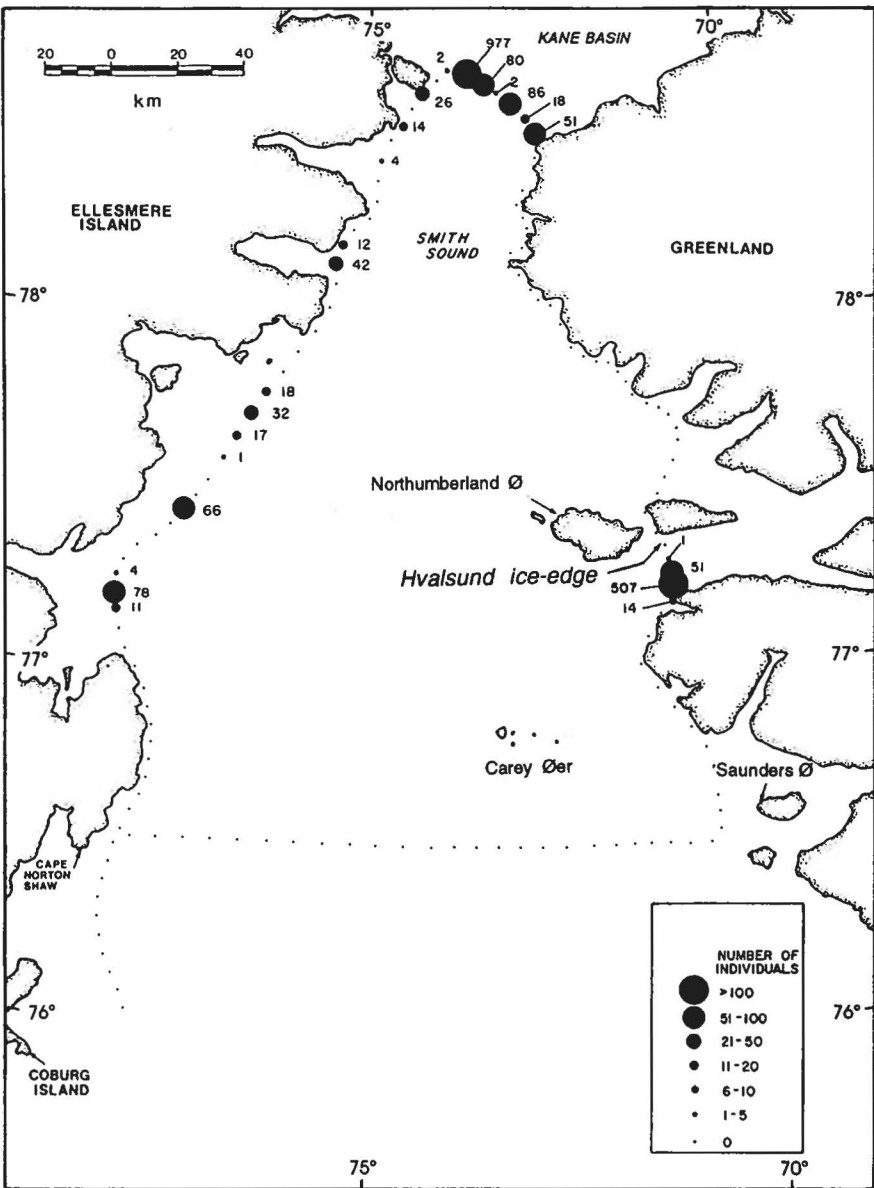 75°
70°
KANE BASIN
20 0 20 40
km
977
80
2
2
86
26
18
14
51
4
ELLESMERE
ISLAND
12
SMITH
SOUND
GREENLAND
42
78°
78°
18
32
17
1
Northumberland Ø
66
1
Hvalsund ice-edge
51
4
507
78
14
11
77°
77°
Carey Øer
'Saunders Ø
CAPE
NORTON
SHAW
NUMBER OF
INDIVIDUALS
>100
76°
76°
51-100
21-50
COBURG
ISLAND
11-20
6-10
1-5
0
75°
70°